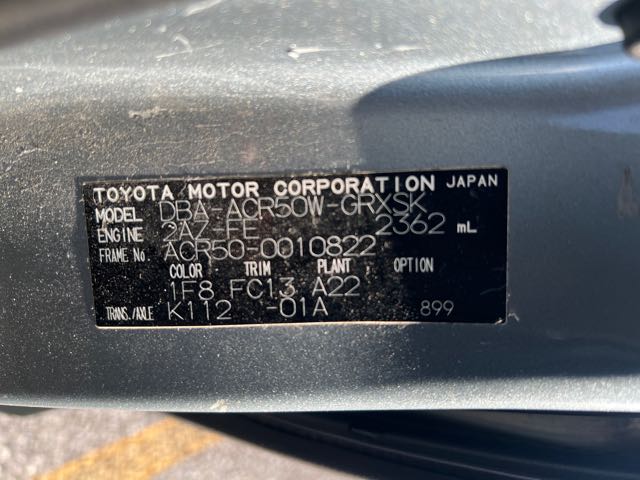 TOYOTA MOTOR CORPORATION JAPAN
MODEL DBA-ACR50W-GRXSK
ENGINE 2AZ-FE 2362 mL
FRAME No. ACR50-0010822
COLOR TRIM PLANT OPTION
1F8 FC13 A22
TRANS./AXLE K112 -01A 899